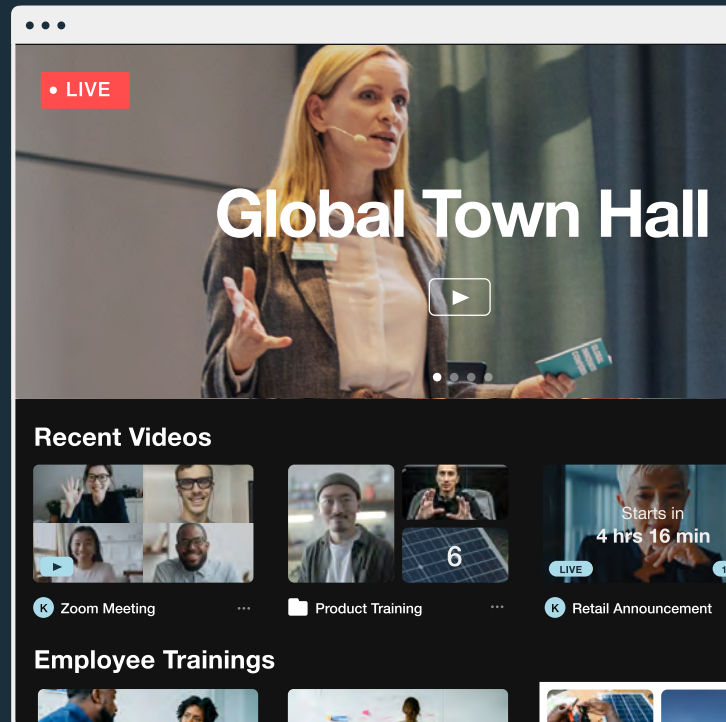 LIVE
Global Town Hall
GLOBAL
Recent Videos
6
Starts in
4 hrs 16 min
LIVE
K Zoom Meeting
Product Training
K Retail Announcement
Employee Trainings